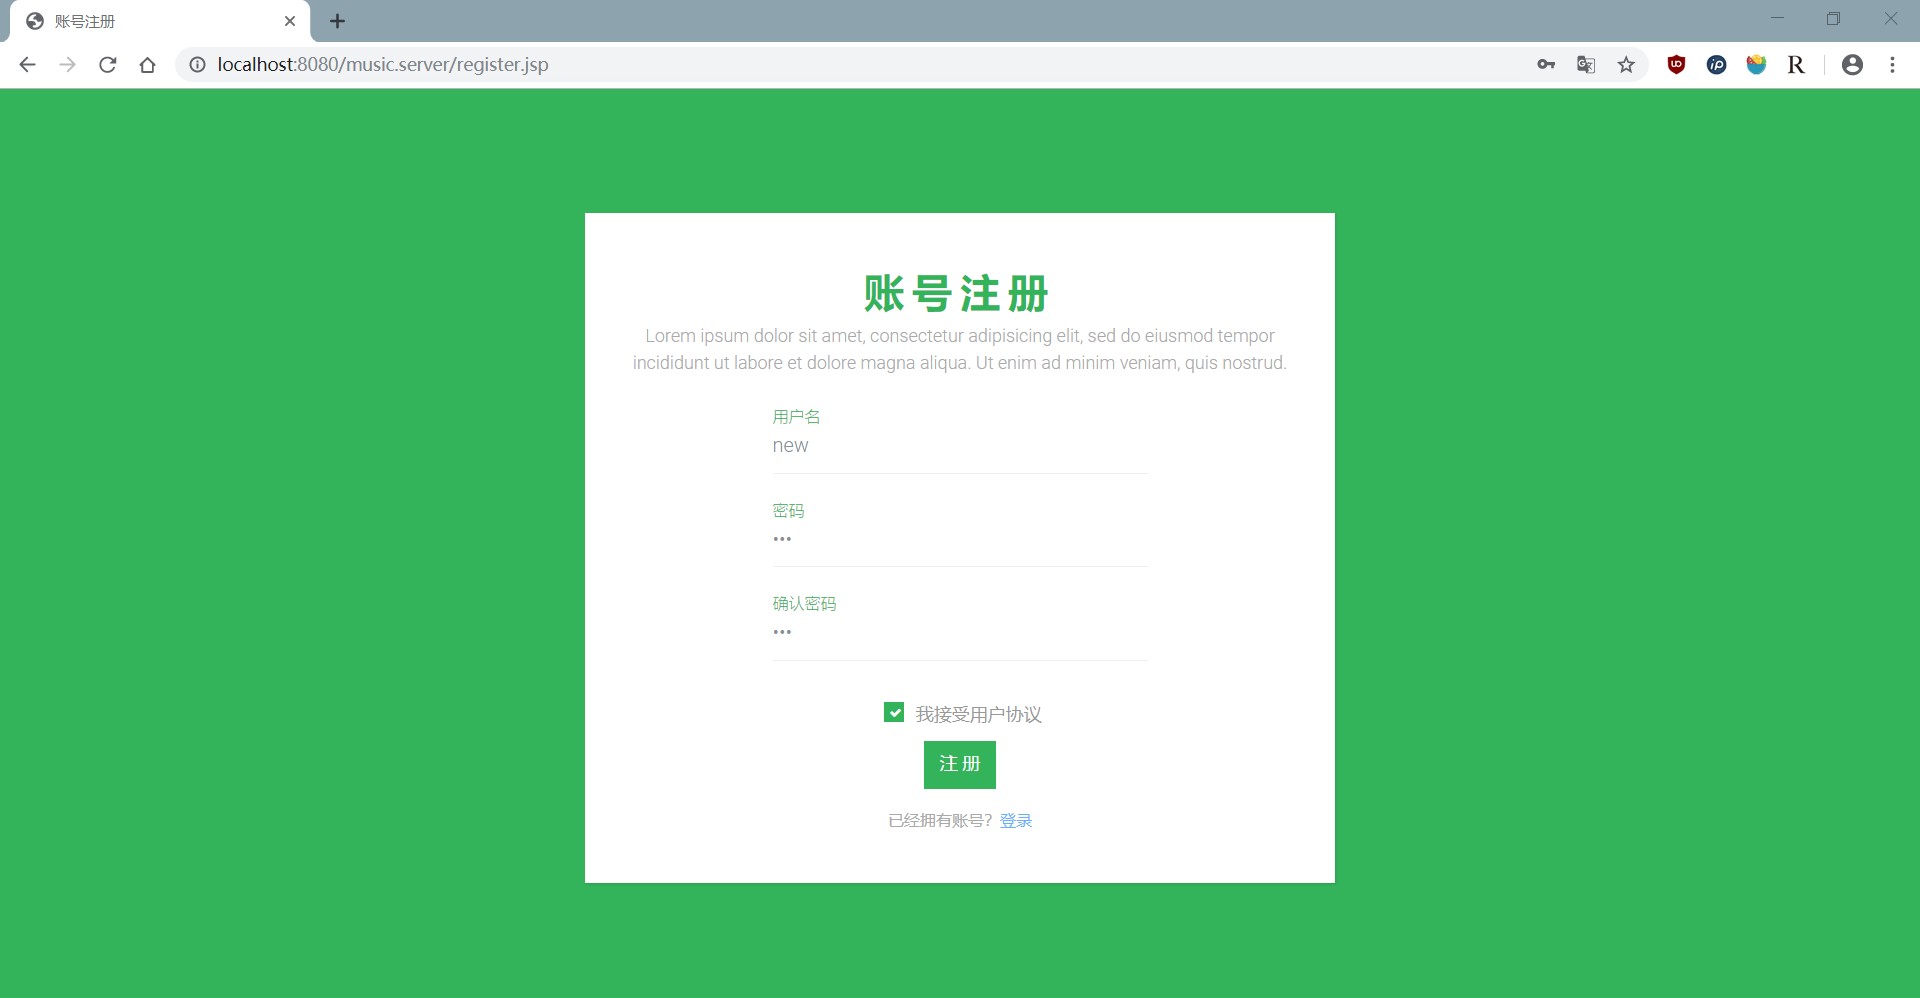 账号注册
localhost:8080/music.server/register.jsp
R
账号注册
Lorem ipsum dolor sit amet, consectetur adipisicing elit, sed do eiusmod tempor
incididunt ut labore et dolore magna aliqua. Ut enim ad minim veniam, quis nostrud.
用户名
new
密码
•••
确认密码
•••
我接受用户协议
注册
已经拥有账号？登录